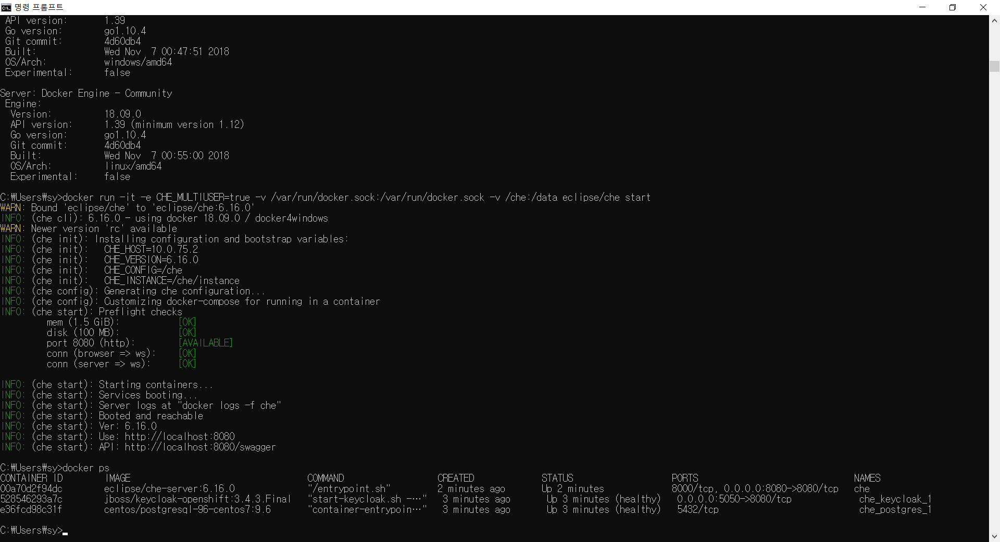 명령 프롬프트
API version: 1.39
Go version: go1.10.4
Git commit: 4d60db4
Built: Wed Nov  7 00:47:51 2018
OS/Arch: windows/amd64
Experimental: false
Server: Docker Engine - Community
Engine:
Version: 18.09.0
API version: 1.39 (minimum version 1.12)
Go version: go1.10.4
Git commit: 4d60db4
Built: Wed Nov  7 00:55:00 2018
OS/Arch: linux/amd64
Experimental: false
C:₩Users₩sy>docker run -it -e CHE_MULTIUSER=true -v /var/run/docker.sock:/var/run/docker.sock -v /che:/data eclipse/che start
WARN: Bound 'eclipse/che' to 'eclipse/che:6.16.0'
INFO: (che cli): 6.16.0 - using docker 18.09.0 / docker4windows
WARN: Newer version 'rc' available
INFO: (che init): Installing configuration and bootstrap variables:
INFO: (che init):   CHE_HOST=10.0.75.2
INFO: (che init):   CHE_VERSION=6.16.0
INFO: (che init):   CHE_CONFIG=/che
INFO: (che init):   CHE_INSTANCE=/che/instance
INFO: (che config): Generating che configuration...
INFO: (che config): Customizing docker-compose for running in a container
INFO: (che start): Preflight checks
mem (1.5 GiB): [OK]
disk (100 MB): [OK]
port 8080 (http): [AVAILABLE]
conn (browser => ws): [OK]
conn (server => ws): [OK]
INFO: (che start): Starting containers...
INFO: (che start): Services booting...
INFO: (che start): Server logs at "docker logs -f che"
INFO: (che start): Booted and reachable
INFO: (che start): Ver: 6.16.0
INFO: (che start): Use: http://localhost:8080
INFO: (che start): API: http://localhost:8080/swagger
C:₩Users₩sy>docker ps
CONTAINER ID IMAGE COMMAND CREATED STATUS PORTS NAMES
00a70d2f94dc eclipse/che-server:6.16.0 "/entrypoint.sh" 2 minutes ago Up 2 minutes 8000/tcp, 0.0.0.0:8080->8080/tcp che
528546293a7c jboss/keycloak-openshift:3.4.3.Final "start-keycloak.sh -…" 3 minutes ago Up 3 minutes (healthy) 0.0.0.0:5050->8080/tcp che_keycloak_1
e36fcd98c31f centos/postgresql-96-centos7:9.6 "container-entrypoin…" 3 minutes ago Up 3 minutes (healthy) 5432/tcp che_postgres_1
C:₩Users₩sy>